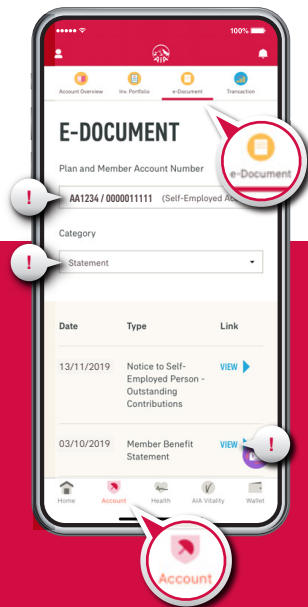 100%
AIA
Account Overview
Inv. Portfolio
e-Document
Transaction
E-DOCUMENT
e-Document
Plan and Member Account Number
!
AA1234 / 0000011111 (Self-Employed
Category
!
Statement
Date Type Link
13/11/2019 Notice to Self-
Employed Person -
Outstanding
Contributions
VIEW
03/10/2019 Member Benefit
Statement
VIEW
!
Home Account Health AIA Vitality Wallet
Account